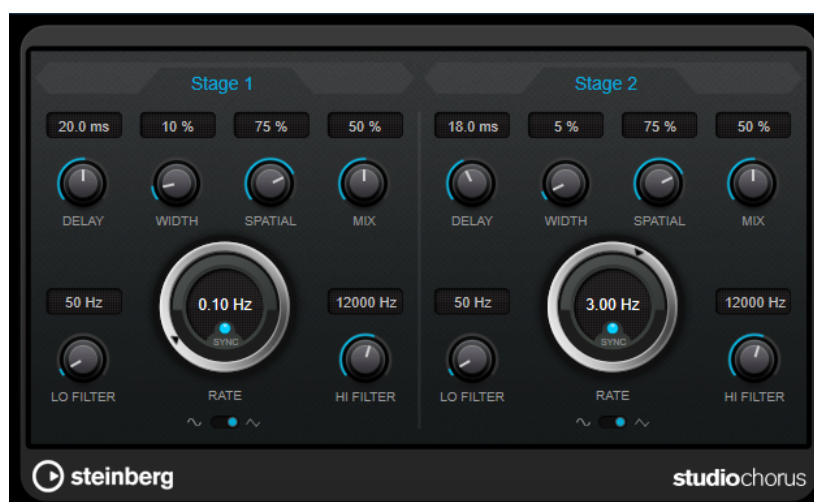 Stage 1
20.0 ms 10 % 75 % 50 %
DELAY WIDTH SPATIAL MIX
50 Hz 0.10 Hz 12000 Hz
SYNC
LO FILTER RATE HI FILTER
Stage 2
18.0 ms 5 % 75 % 50 %
DELAY WIDTH SPATIAL MIX
50 Hz 3.00 Hz 12000 Hz
SYNC
LO FILTER RATE HI FILTER
steinberg
studiochorus